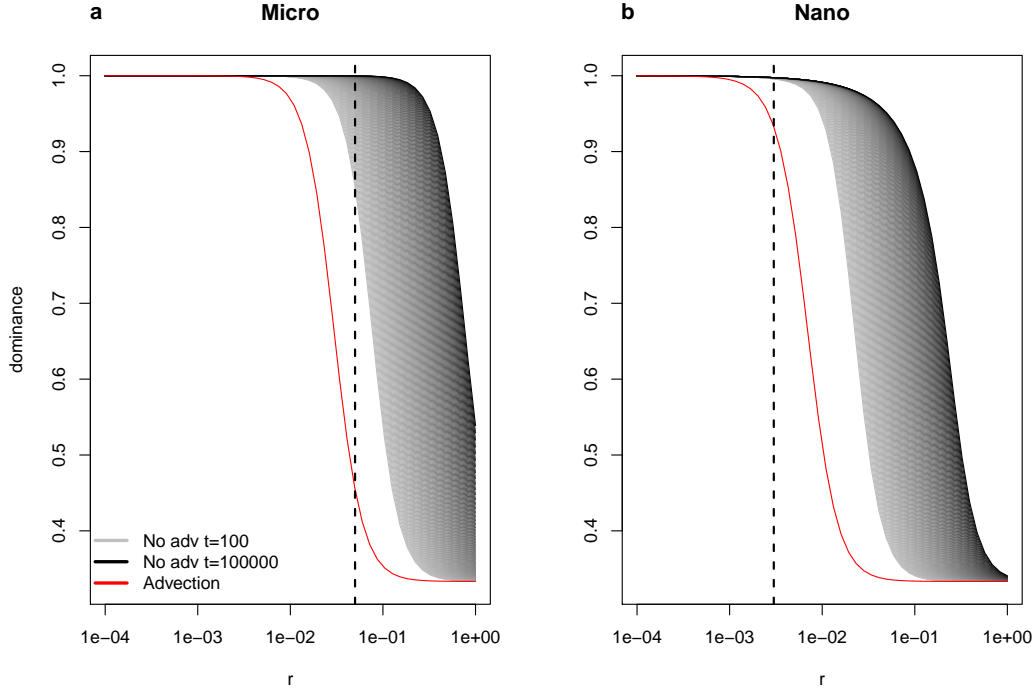 a
Micro
b
Nano
dominance
1.0
0.9
0.8
0.7
0.6
0.5
0.4
No adv t=100
No adv t=100000
Advection
1e−04
1e−03
1e−02
1e−01
1e+00
r
1.0
0.9
0.8
0.7
0.6
0.5
0.4
1e−04
1e−03
1e−02
1e−01
1e+00
r